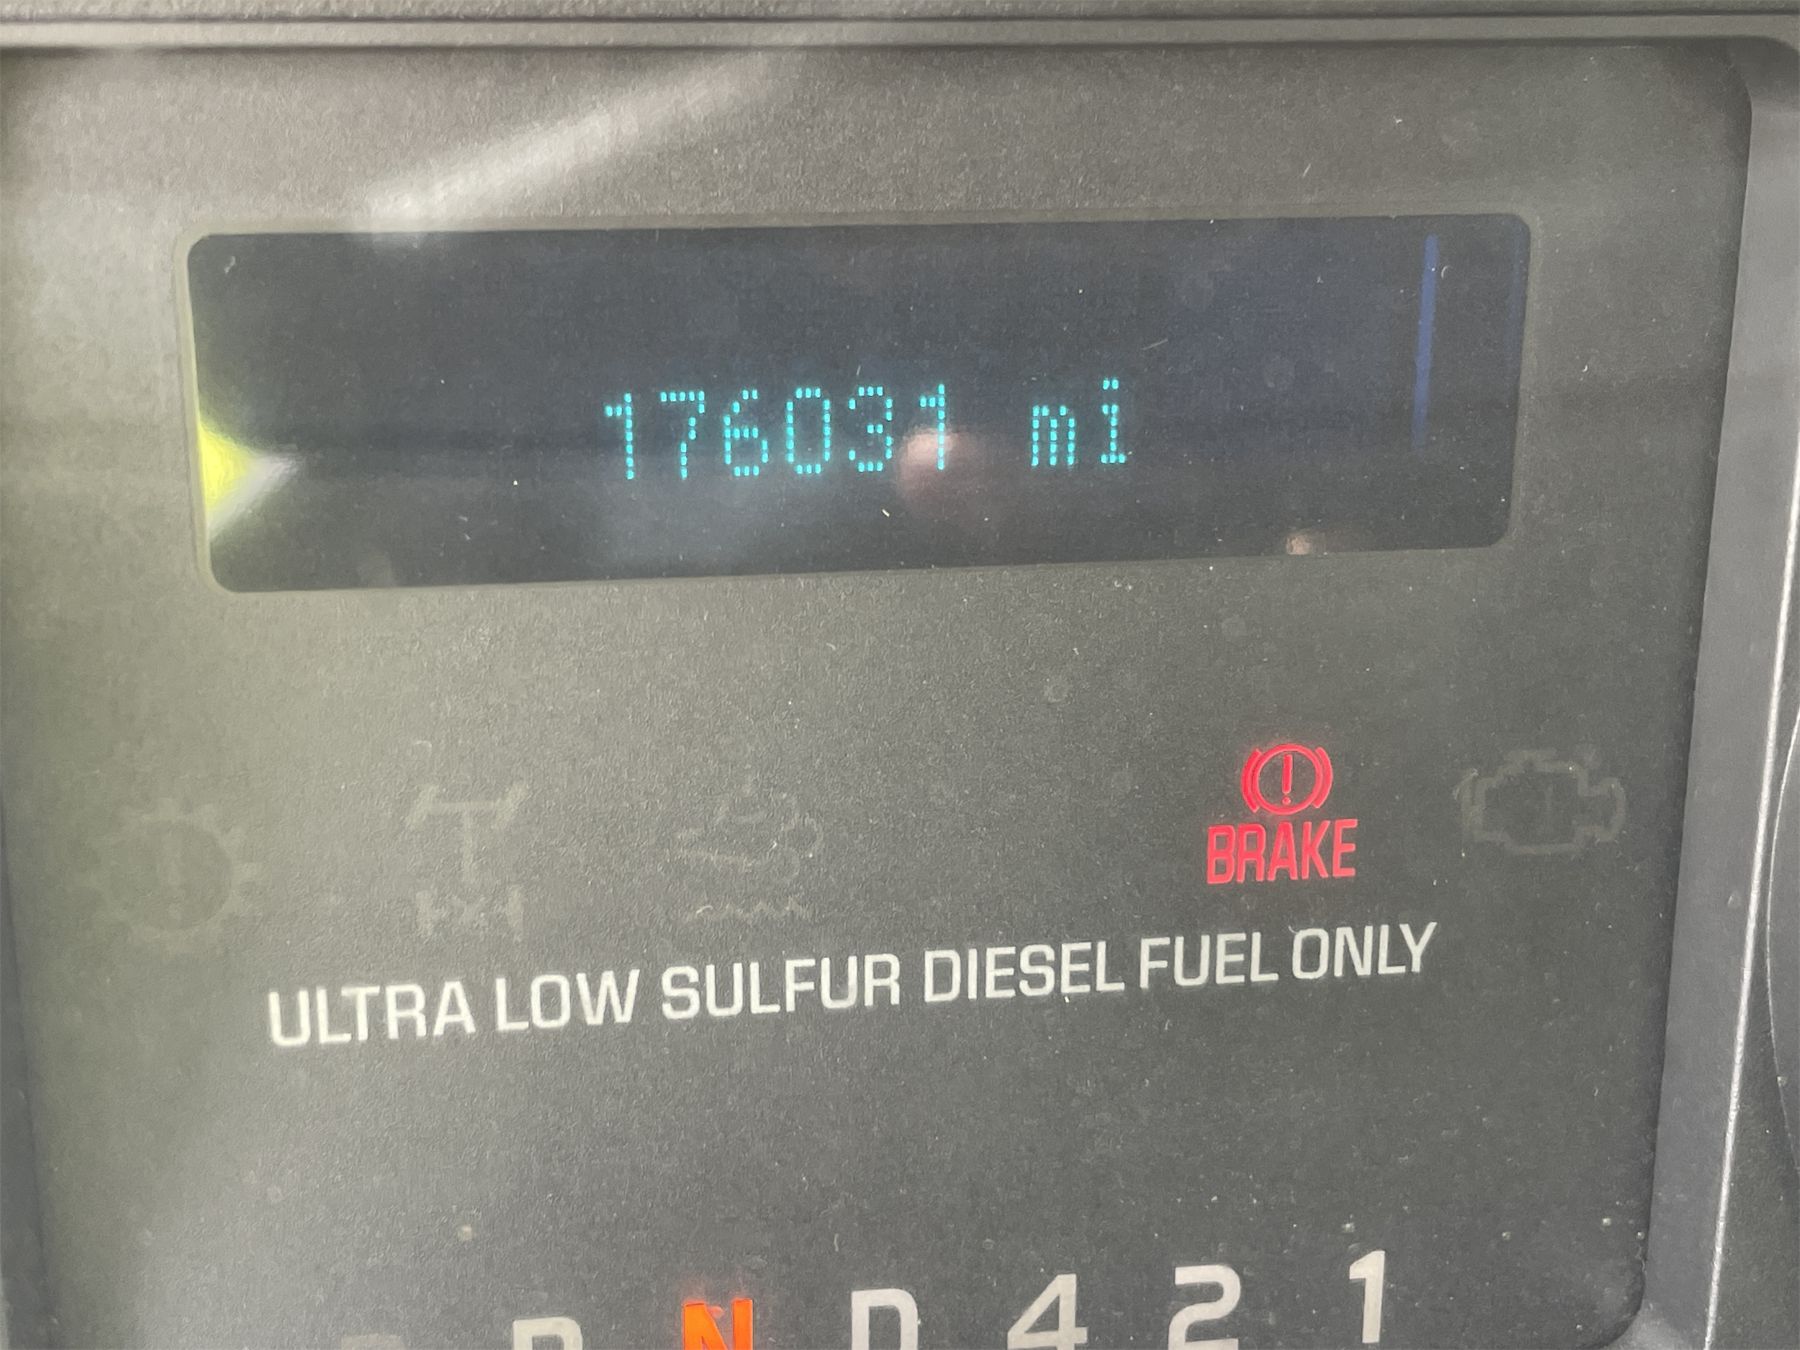 176031 mi
BRAKE
ULTRA LOW SULFUR DIESEL FUEL ONLY
R N D 4 2 1